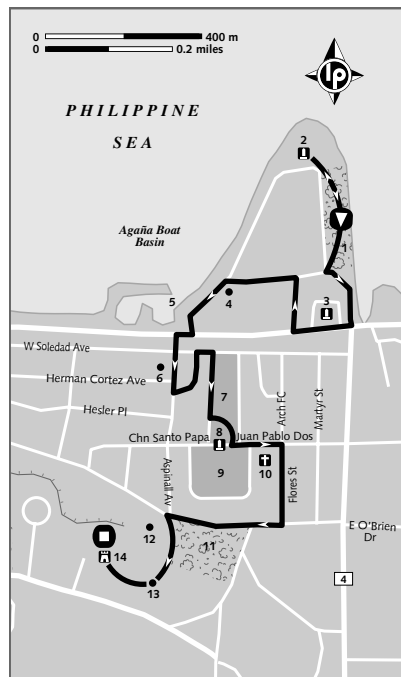 0 400 m
0 0.2 miles
lp
PHILIPPINE
SEA
2
Agaña Boat
Basin
1
5
4
3
W Soledad Ave
6
Herman Cortez Ave
7
Arch FC
Martyr St
Hesler Pl
8
Chn Santo Papa
Juan Pablo Dos
9
10
Aspinall Av
Flores St
E O'Brien
Dr
12
11
14
13
4